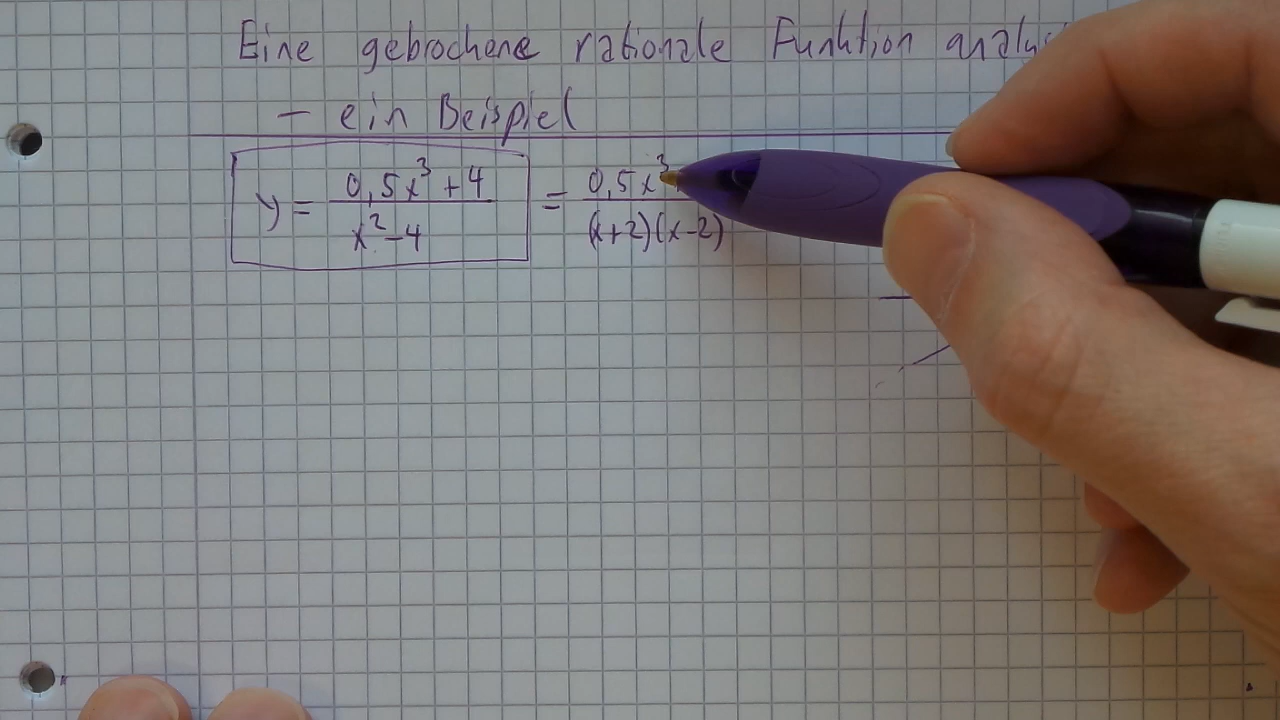 Eine gebrochene rationale Funktion
- ein Beispiel
y = (0,5x³ + 4)/(x² - 4) = 0,5x³ /((x+2)(x-2))